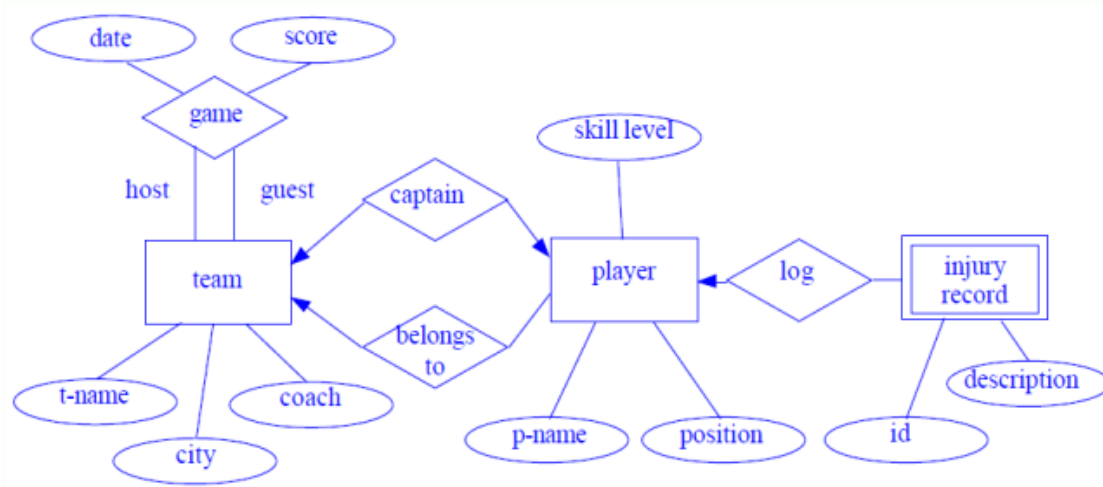 date
score
game
host
guest
skill level
captain
team
player
log
injury
record
belongs
to
t-name
coach
city
p-name
position
id
description